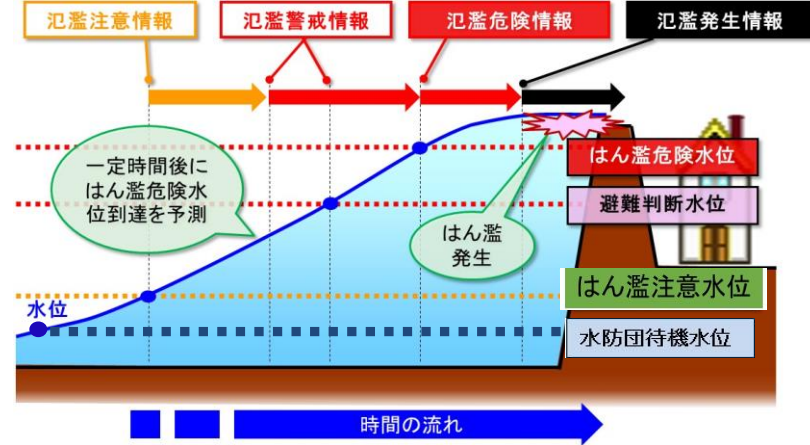 氾濫注意情報
氾濫警戒情報
氾濫危険情報
氾濫発生情報
一定時間後に
はん濫危険水
位到達を予測
はん濫
発生
はん濫危険水位
避難判断水位
はん濫注意水位
水防団待機水位
水位
時間の流れ